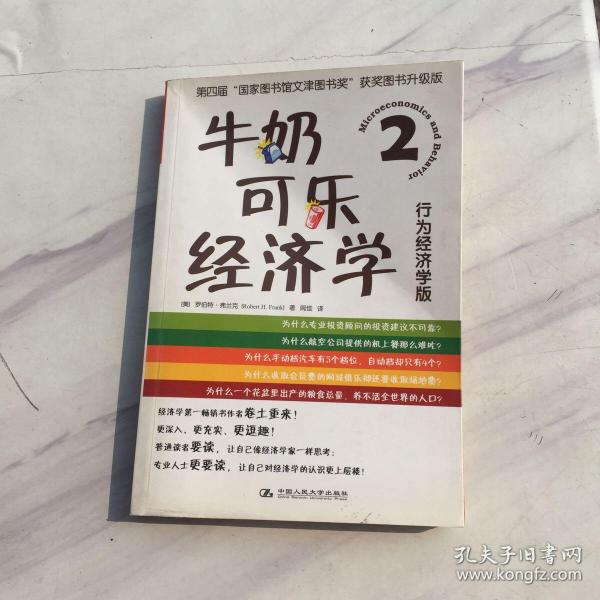 第四届“国家图书馆文津图书奖”获奖图书升级版
牛奶
可乐
经济学
2
Microeconomics and Behavior
行为经济学版
[美] 罗伯特·弗兰克 (Robert H. Frank) 著 闾佳 译
为什么专业投资顾问的投资建议不可靠?
为什么航空公司提供的机上餐那么难吃?
为什么手动档汽车有5个档位，自动档却只有4个?
为什么收取会员费的网球俱乐部还要收取场地费?
为什么一个花盆里出产的粮食总量，养不活全世界的人口?
经济学第一畅销书作者卷土重来!
更深入、更充实、更逗趣!
普通读者要读，让自己像经济学家一样思考;
专业人士更要读，让自己对经济学的认识更上层楼!
中国人民大学出版社
China Renmin University Press
孔夫子旧书网
www.kongfz.com